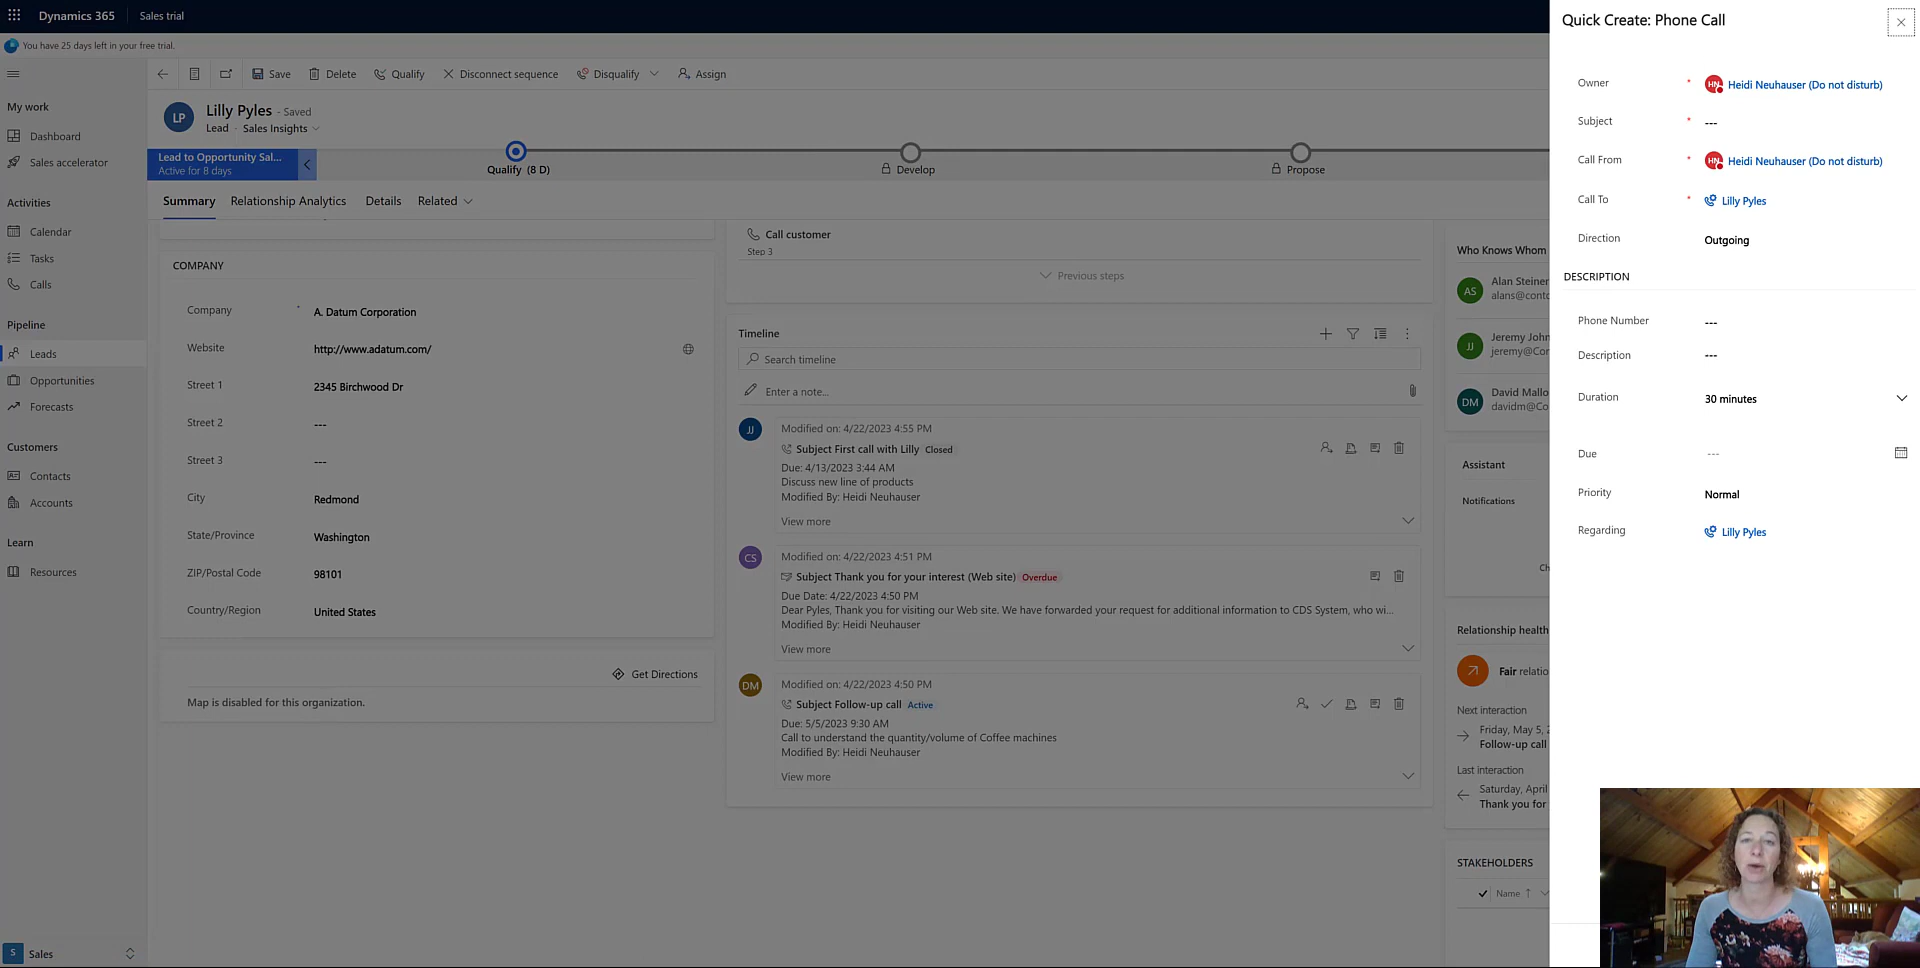 Dynamics 365
Sales trial
You have 25 days left in your free trial.
Save
Delete
Qualify
Disconnect sequence
Disqualify
Assign
My work
Dashboard
Sales accelerator
Activities
Calendar
Tasks
Calls
Pipeline
Leads
Opportunities
Forecasts
Customers
Contacts
Accounts
Learn
Resources
S
Sales
LP
Lilly Pyles - Saved
Lead · Sales Insights
Lead to Opportunity Sal...
Active for 8 days
Qualify (8 D)
Develop
Propose
Summary
Relationship Analytics
Details
Related
COMPANY
Company * A. Datum Corporation
Website http://www.adatum.com/
Street 1 2345 Birchwood Dr
Street 2 ---
Street 3 ---
City Redmond
State/Province Washington
ZIP/Postal Code 98101
Country/Region United States
Get Directions
Map is disabled for this organization.
Call customer
Step 3
Previous steps
Timeline
Search timeline
Enter a note...
JJ
Modified on: 4/22/2023 4:55 PM
Subject First call with Lilly Closed
Due: 4/13/2023 3:44 AM
Discuss new line of products
Modified By: Heidi Neuhauser
View more
CS
Modified on: 4/22/2023 4:51 PM
Subject Thank you for your interest (Web site) Overdue
Due Date: 4/22/2023 4:50 PM
Dear Pyles, Thank you for visiting our Web site. We have forwarded your request for additional information to CDS System, who wi...
Modified By: Heidi Neuhauser
View more
DM
Modified on: 4/22/2023 4:50 PM
Subject Follow-up call Active
Due: 5/5/2023 9:30 AM
Call to understand the quantity/volume of Coffee machines
Modified By: Heidi Neuhauser
View more
Who Knows Whom
AS
Alan Steiner
alans@conto
JJ
Jeremy John
jeremy@Con
DM
David Mallo
davidm@Co
Assistant
Notifications
Ch
Relationship health
Fair relatio
Next interaction
Friday, May 5, 2
Follow-up call
Last interaction
Saturday, April
Thank you for
STAKEHOLDERS
Name ↑
Quick Create: Phone Call
Owner * HN Heidi Neuhauser (Do not disturb)
Subject * ---
Call From * HN Heidi Neuhauser (Do not disturb)
Call To * Lilly Pyles
Direction Outgoing
DESCRIPTION
Phone Number ---
Description ---
Duration 30 minutes
Due ---
Priority Normal
Regarding Lilly Pyles